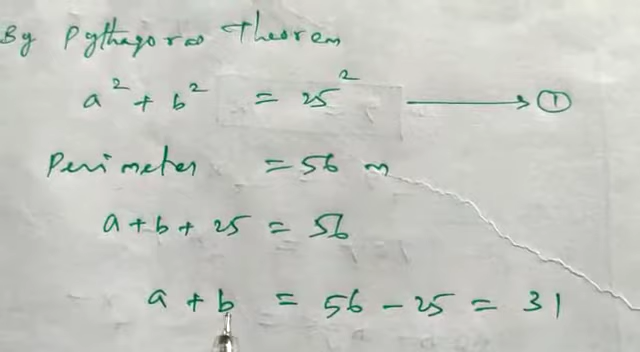 By Pythagoras Theorem
a² + b² = 25² ⟶ ①
Perimeter = 56 m
a + b + 25 = 56
a + b = 56 - 25 = 31